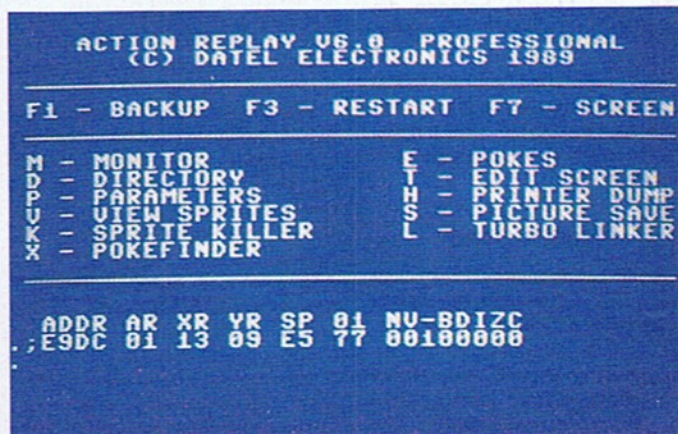 ACTION REPLAY V6.0 PROFESSIONAL
(C) DATEL ELECTRONICS 1989
F1 - BACKUP F3 - RESTART F7 - SCREEN
M - MONITOR E - POKES
D - DIRECTORY T - EDIT SCREEN
P - PARAMETERS H - PRINTER DUMP
V - VIEW SPRITES S - PICTURE SAVE
K - SPRITE KILLER L - TURBO LINKER
X - POKEFINDER
ADDR AR XR YR SP 01 NV-BDIZC
.;E9DC 01 13 09 E5 77 00100000
.